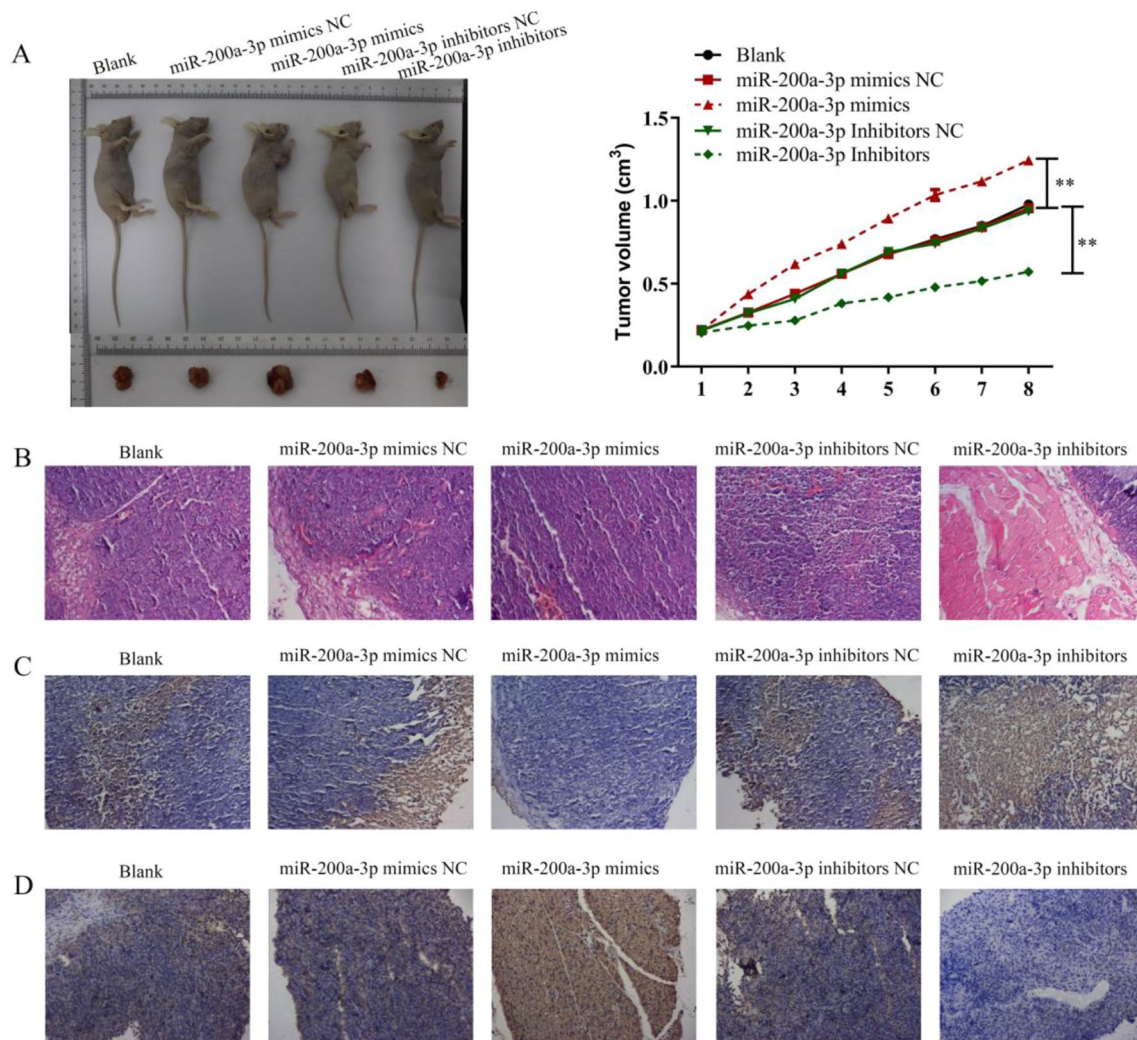 A
Blank
miR-200a-3p mimics NC
miR-200a-3p mimics
miR-200a-3p inhibitors NC
miR-200a-3p inhibitors
Blank
miR-200a-3p mimics NC
miR-200a-3p mimics
miR-200a-3p Inhibitors NC
miR-200a-3p Inhibitors
Tumor volume (cm³)
1.5
1.0
0.5
0.0
1 2 3 4 5 6 7 8
**
**
B
Blank miR-200a-3p mimics NC miR-200a-3p mimics miR-200a-3p inhibitors NC miR-200a-3p inhibitors
C
Blank miR-200a-3p mimics NC miR-200a-3p mimics miR-200a-3p inhibitors NC miR-200a-3p inhibitors
D
Blank miR-200a-3p mimics NC miR-200a-3p mimics miR-200a-3p inhibitors NC miR-200a-3p inhibitors